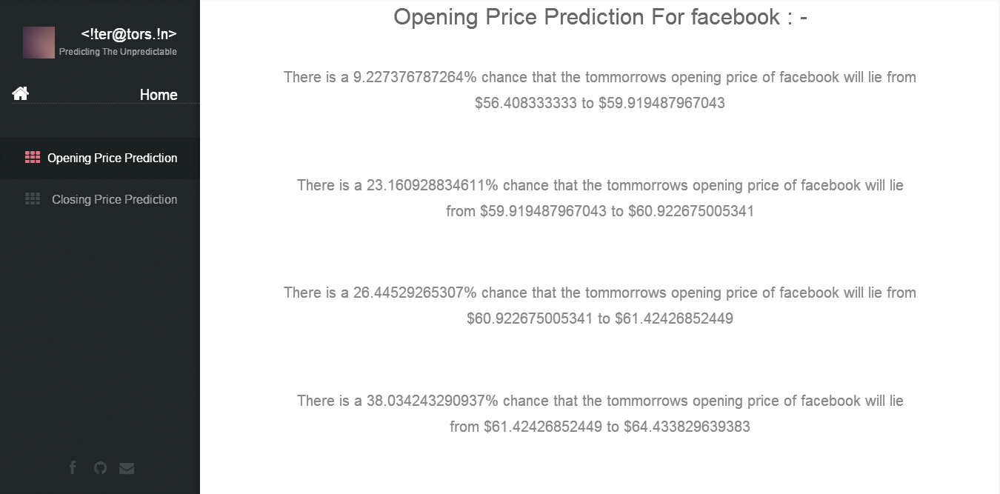 <!ter@tors.!n>
Predicting The Unpredictable
Home
Opening Price Prediction
Closing Price Prediction
Opening Price Prediction For facebook : -
There is a 9.227376787264% chance that the tommorrows opening price of facebook will lie from
$56.408333333 to $59.919487967043
There is a 23.160928834611% chance that the tommorrows opening price of facebook will lie
from $59.919487967043 to $60.922675005341
There is a 26.44529265307% chance that the tommorrows opening price of facebook will lie from
$60.922675005341 to $61.42426852449
There is a 38.034243290937% chance that the tommorrows opening price of facebook will lie
from $61.42426852449 to $64.433829639383